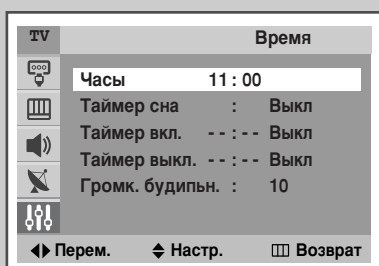 TV Время
Часы 11 : 00
Таймер сна : Выкл
Таймер вкл. - - : - - Выкл
Таймер выкл. - - : - - Выкл
Громк. будипьн. : 10
Перем. Настр. Возврат